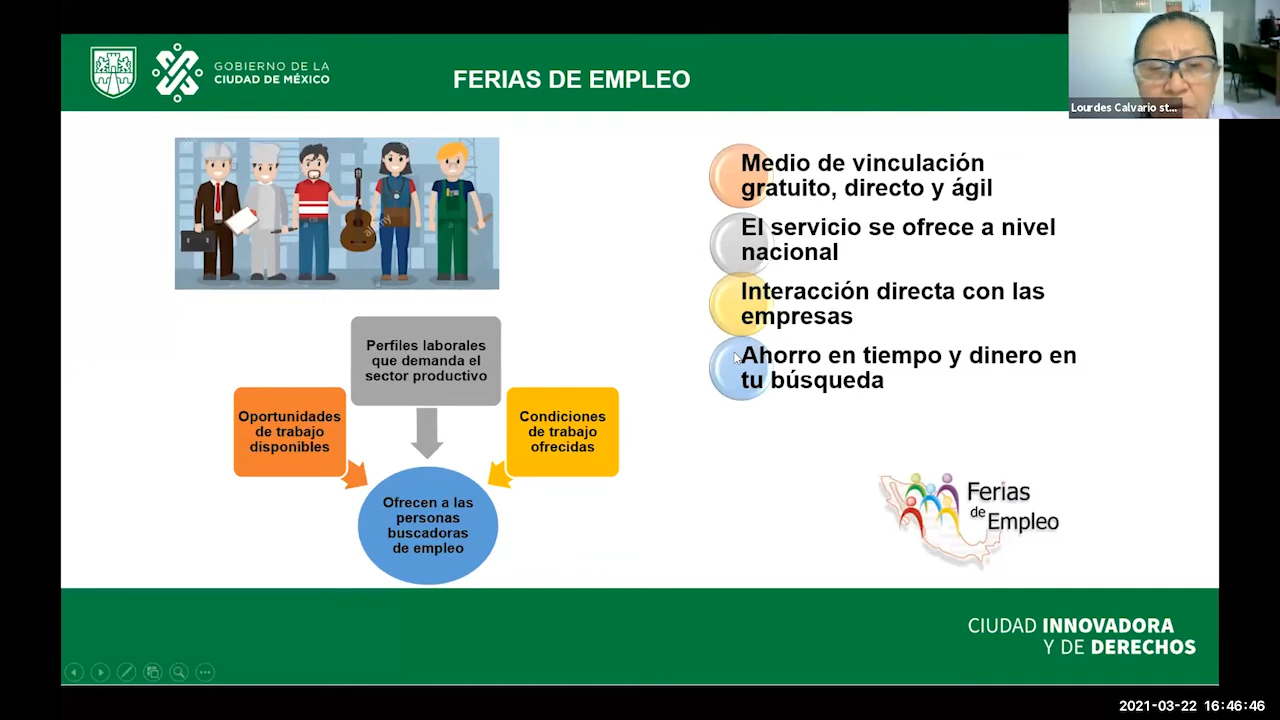 GOBIERNO DE LA
CIUDAD DE MÉXICO
FERIAS DE EMPLEO
Lourdes Calvario st...
Medio de vinculación
gratuito, directo y ágil
El servicio se ofrece a nivel
nacional
Interacción directa con las
empresas
Ahorro en tiempo y dinero en
tu búsqueda
Perfiles laborales
que demanda el
sector productivo
Oportunidades
de trabajo
disponibles
Condiciones
de trabajo
ofrecidas
Ofrecen a las
personas
buscadoras
de empleo
Ferias
de
Empleo
CIUDAD INNOVADORA
Y DE DERECHOS
2021-03-22 16:46:46